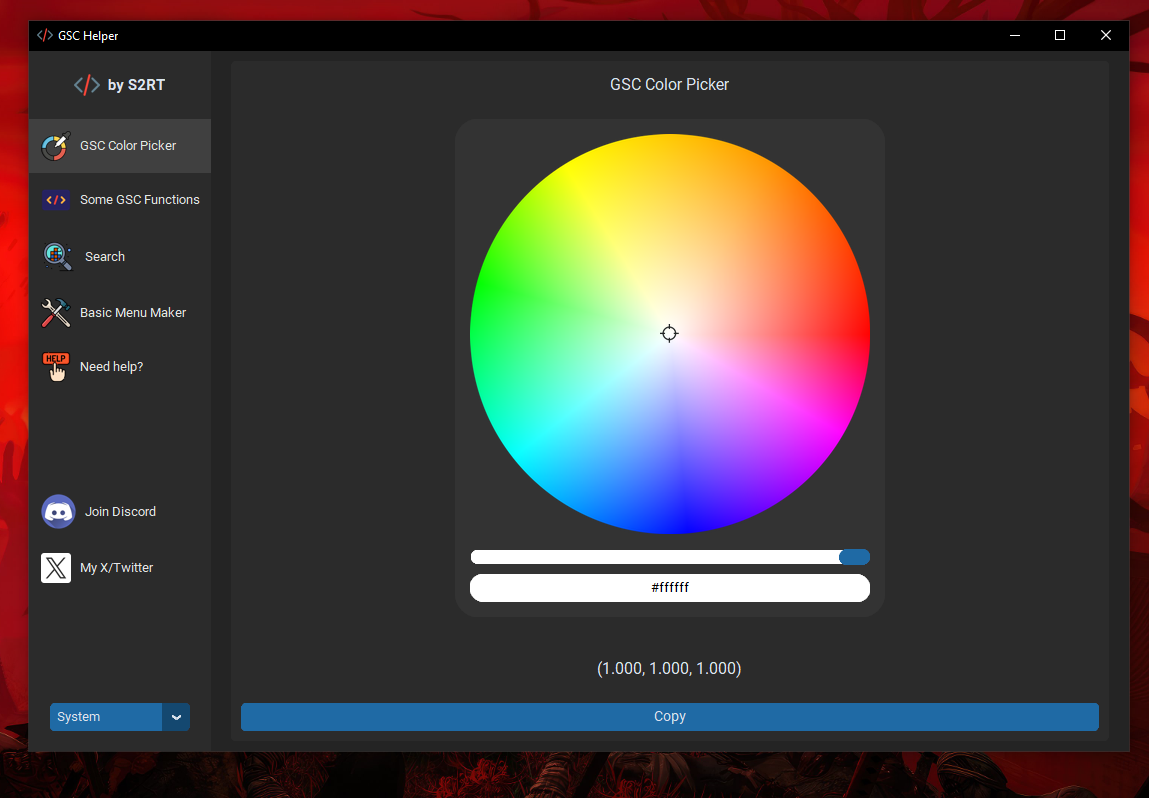 GSC Helper
by S2RT
GSC Color Picker
Some GSC Functions
Search
Basic Menu Maker
HELP
Need help?
Join Discord
My X/Twitter
System
GSC Color Picker
#ffffff
(1.000, 1.000, 1.000)
Copy